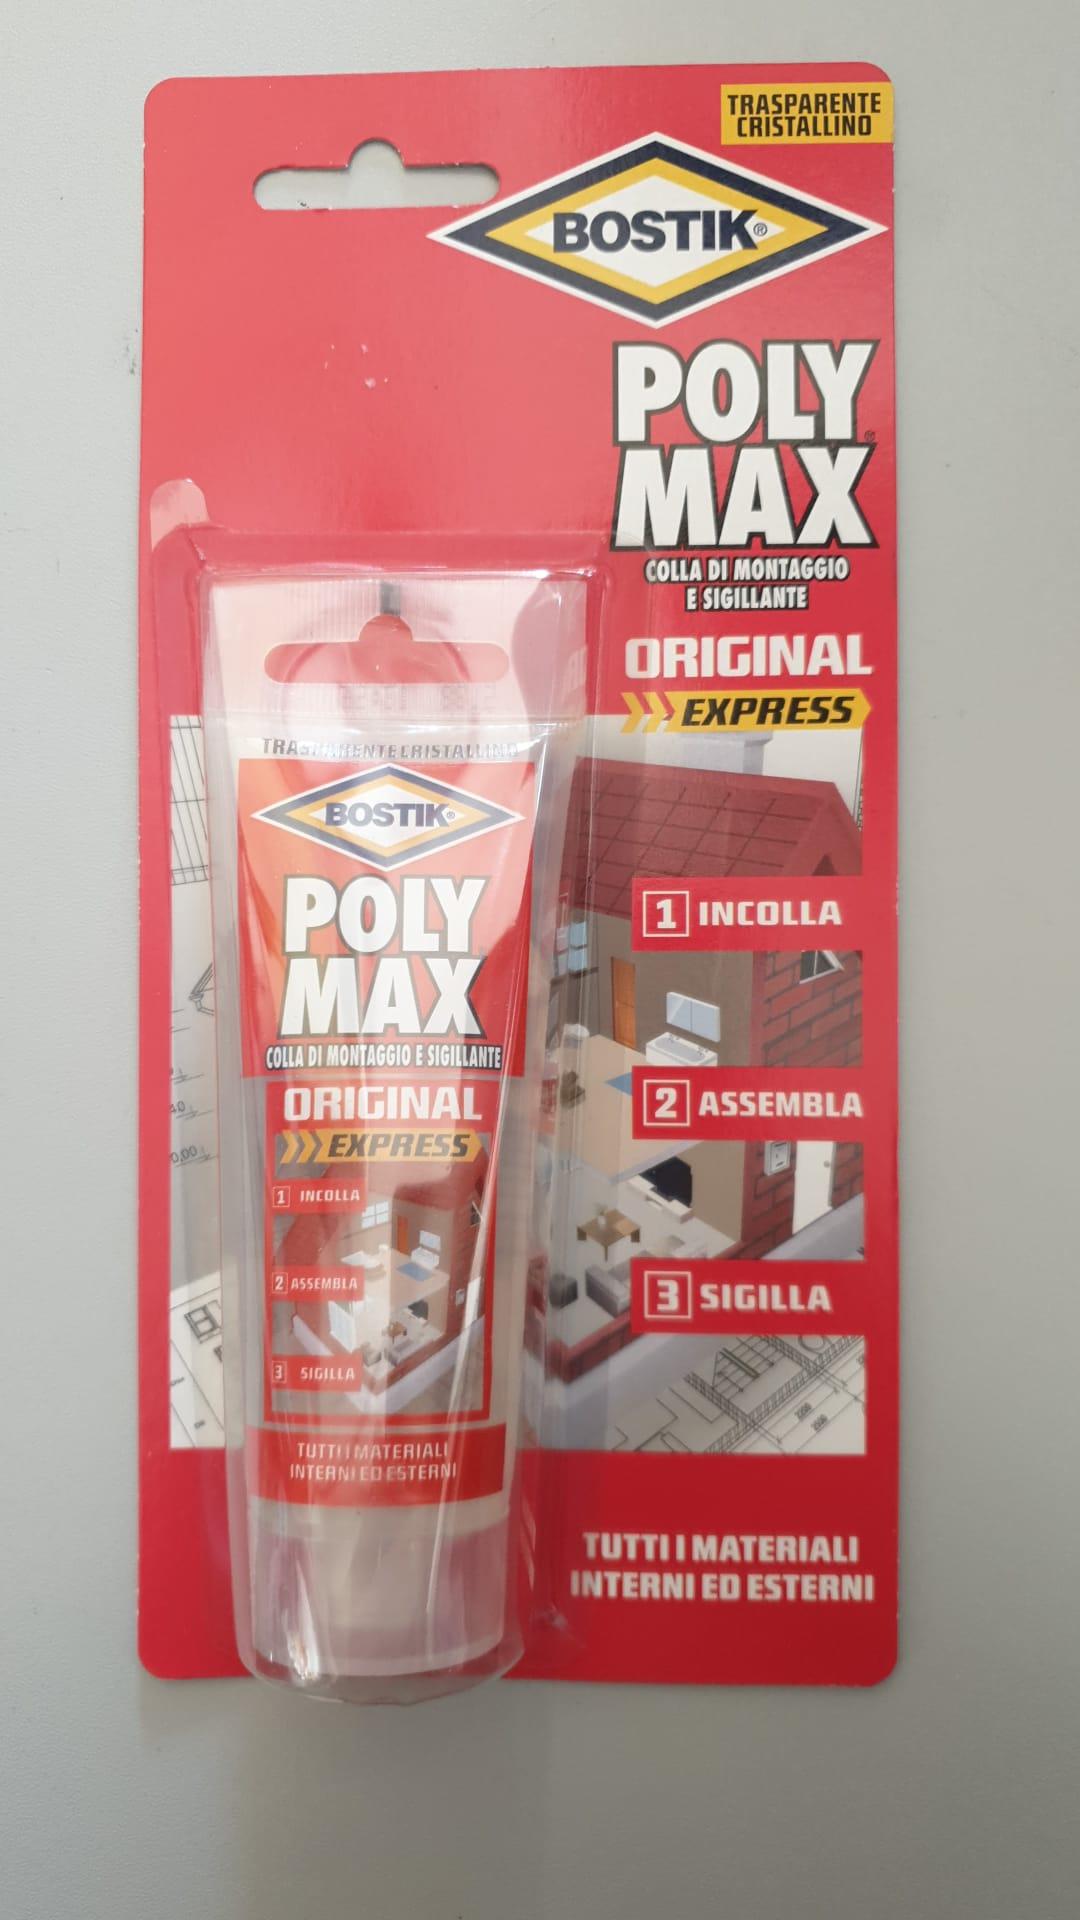 TRASPARENTE
CRISTALLINO
BOSTIK®
POLY
MAX®
COLLA DI MONTAGGIO
E SIGILLANTE
ORIGINAL
EXPRESS
1 INCOLLA
2 ASSEMBLA
3 SIGILLA
TUTTI I MATERIALI
INTERNI ED ESTERNI
TRASPARENTE CRISTALLINO
BOSTIK®
POLY
MAX
COLLA DI MONTAGGIO E SIGILLANTE
ORIGINAL
EXPRESS
1 INCOLLA
2 ASSEMBLA
3 SIGILLA
TUTTI I MATERIALI
INTERNI ED ESTERNI